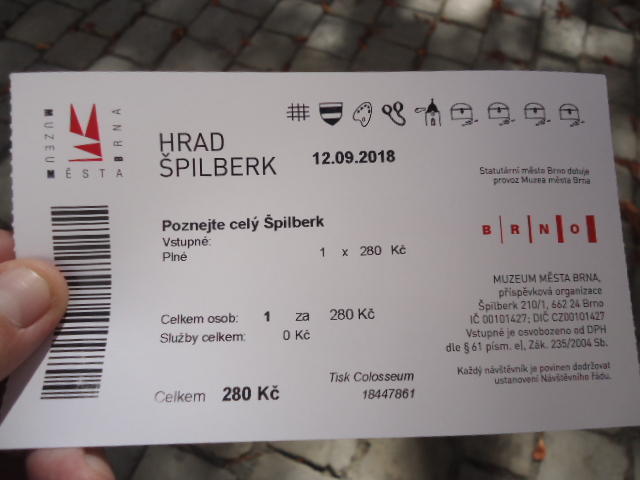 MUZEUM
MĚSTA
BRNA
HRAD
ŠPILBERK
12.09.2018
Statutární město Brno dotuje
provoz Muzea města Brna
Poznejte celý Špilberk
Vstupné:
Plné 1 x 280 Kč
BRNO
MUZEUM MĚSTA BRNA,
příspěvková organizace
Špilberk 210/1, 662 24 Brno
IČ 00101427; DIČ CZ00101427
Vstupné je osvobozeno od DPH
dle § 61 písm. e), Zák. 235/2004 Sb.
Celkem osob: 1 za 280 Kč
Služby celkem: 0 Kč
Každý návštěvník je povinen dodržovat
ustanovení Návštěvního řádu.
Celkem 280 Kč
Tisk Colosseum
18447861